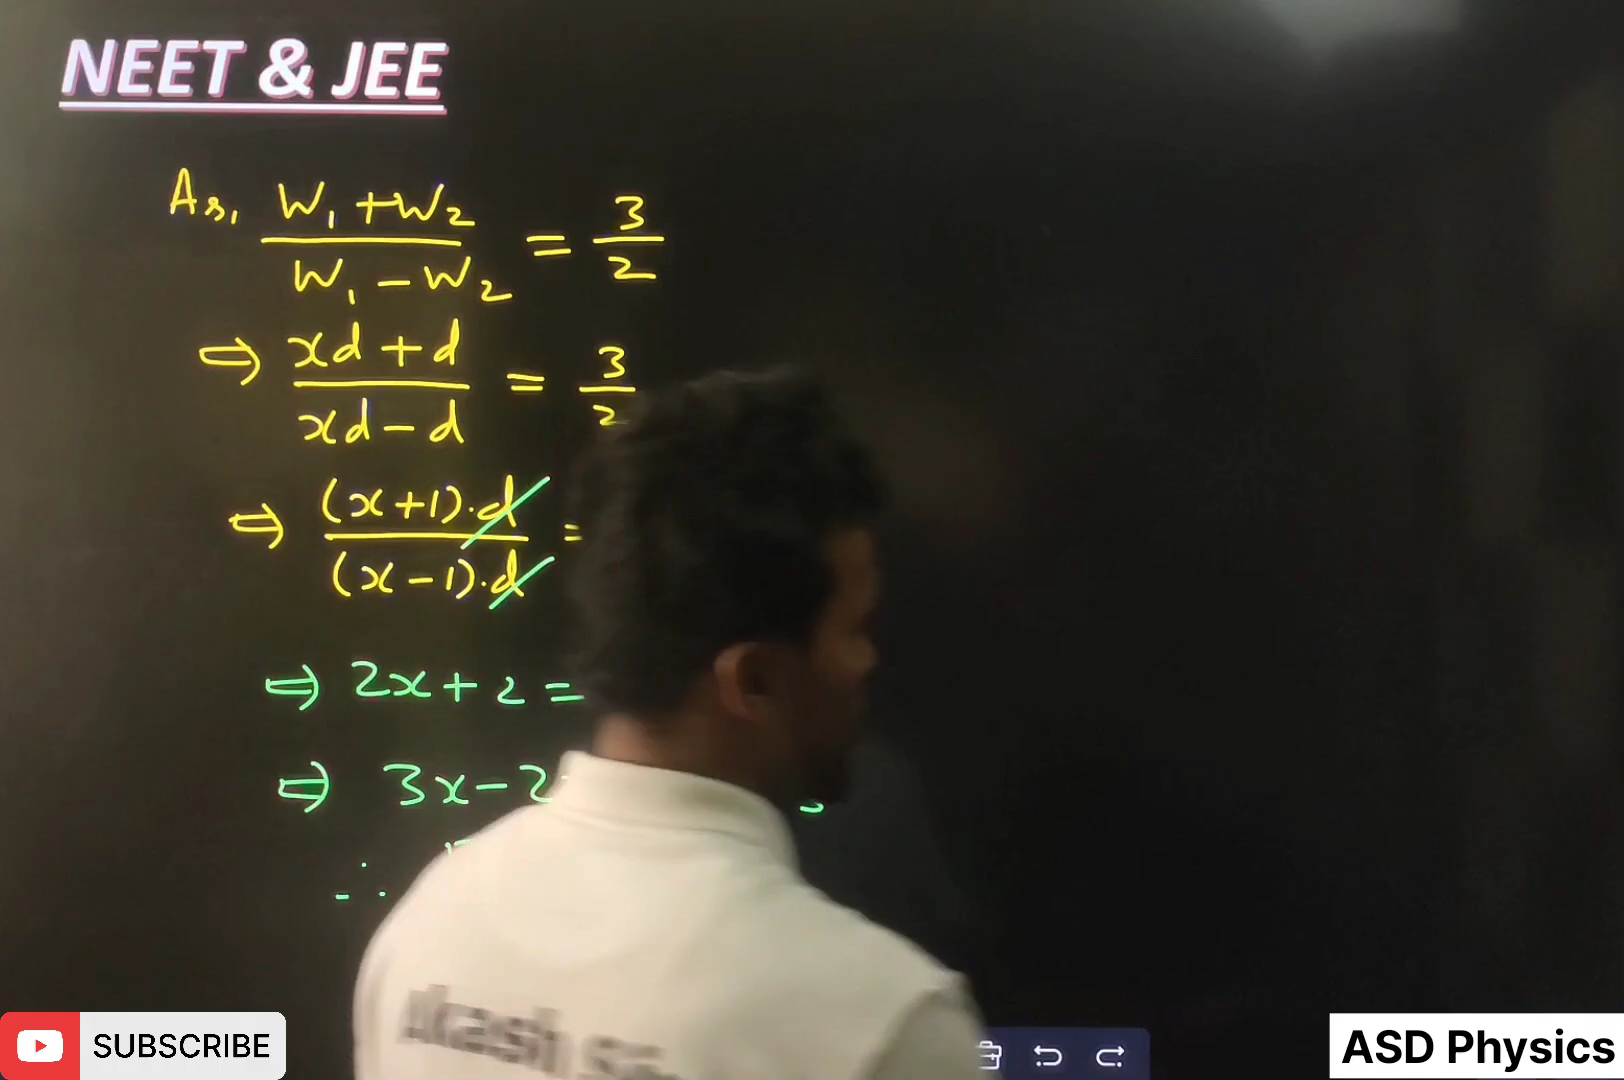 NEET & JEE
As, W₁ + W₂ / W₁ - W₂ = 3/2
⇒ xd + d / xd - d = 3/2
⇒ (x + 1).d / (x - 1).d =
⇒ 2x + 2 =
⇒ 3x - 2
∴
Akash
SUBSCRIBE
ASD Physics